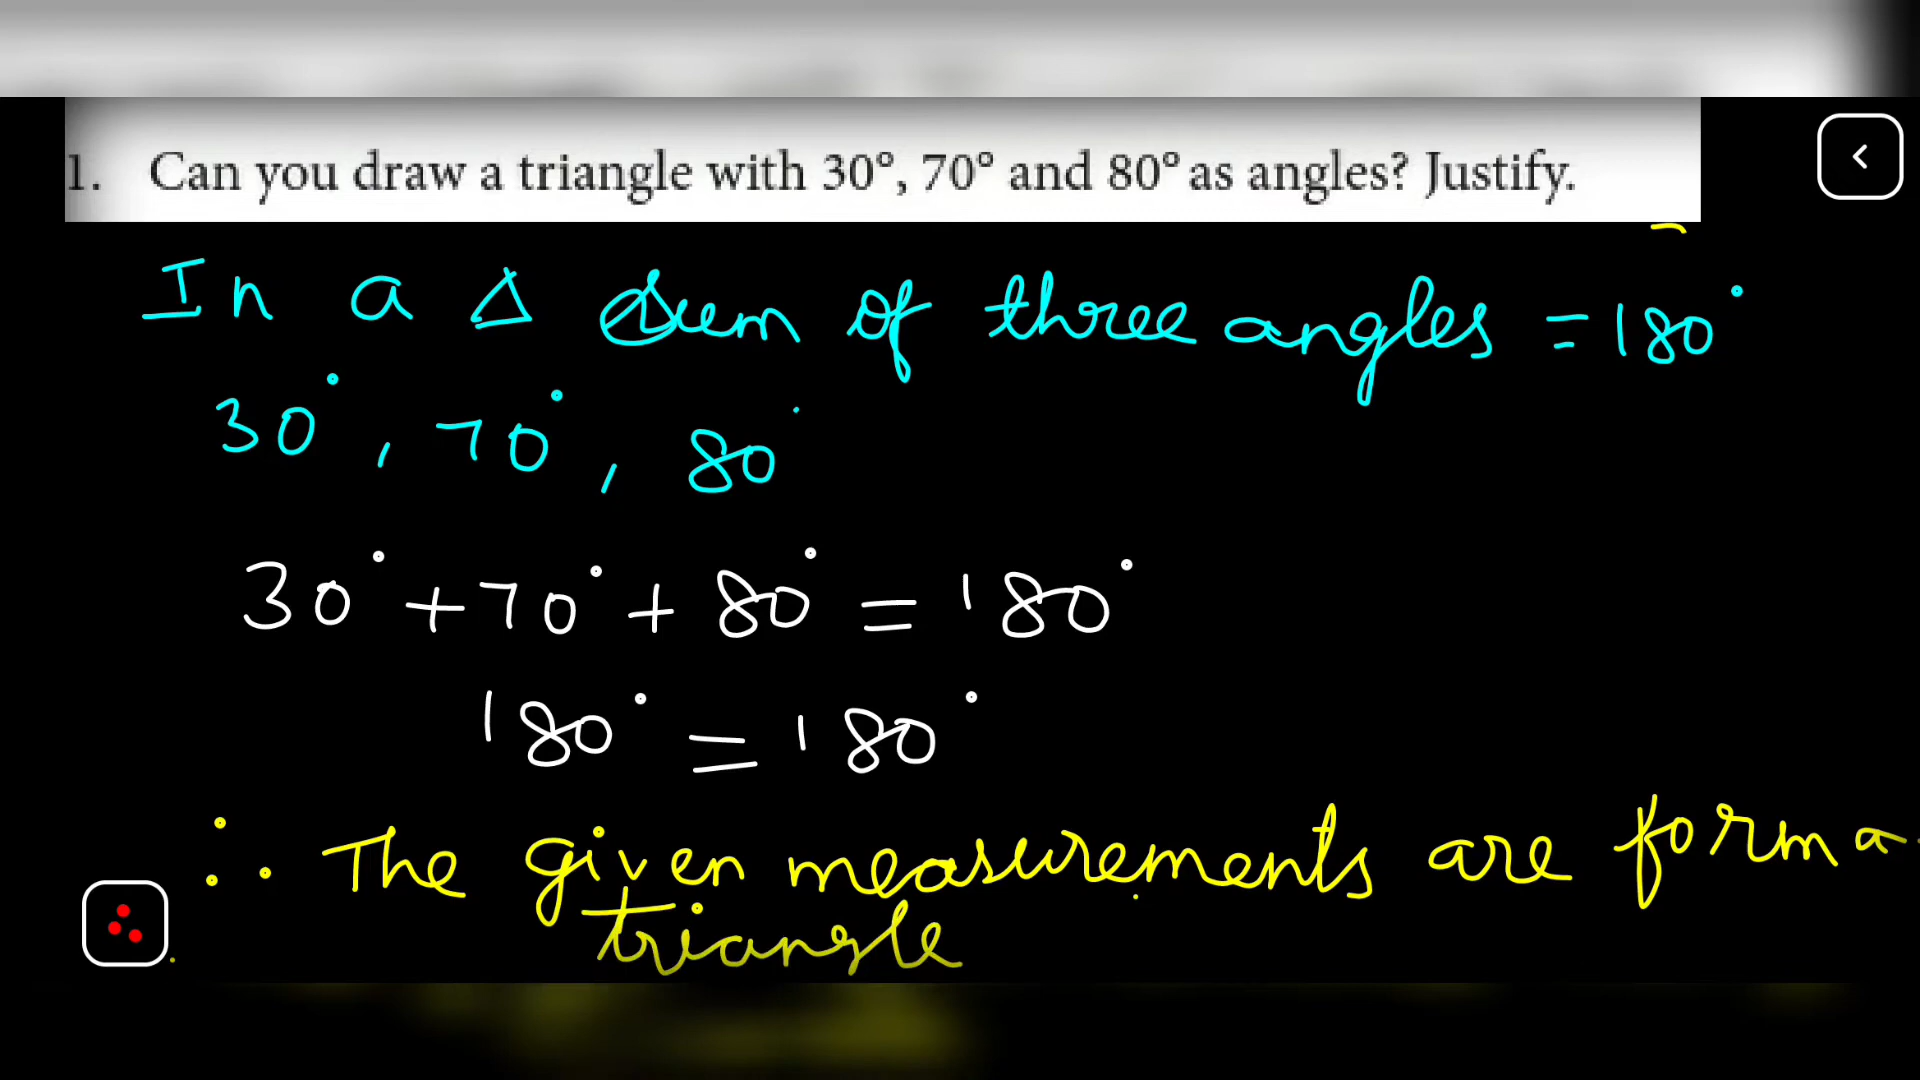 1. Can you draw a triangle with 30°, 70° and 80° as angles? Justify.
In a Δ Sum of three angles = 180°
30°, 70°, 80°
30° + 70° + 80° = 180°
180° = 180°
∴ The given measurements are form a
triangle